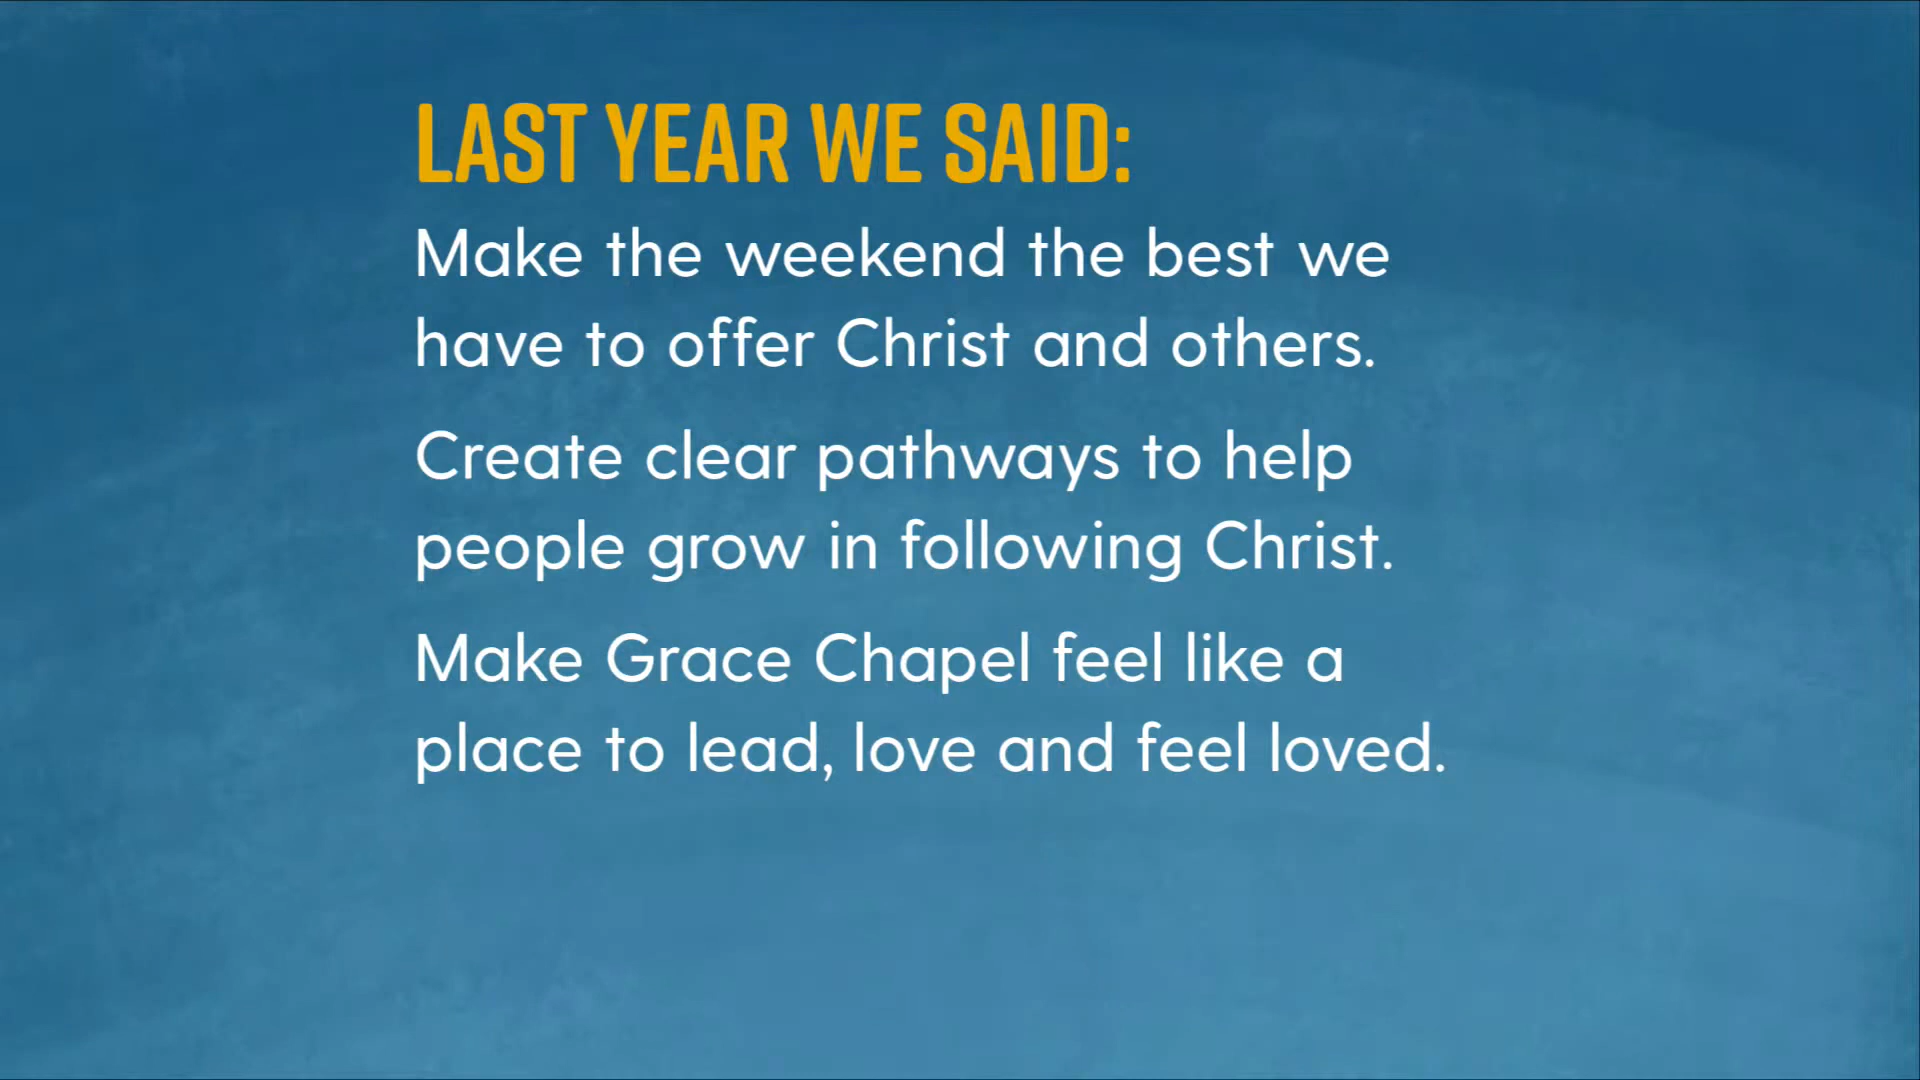 LAST YEAR WE SAID:
Make the weekend the best we
have to offer Christ and others.
Create clear pathways to help
people grow in following Christ.
Make Grace Chapel feel like a
place to lead, love and feel loved.